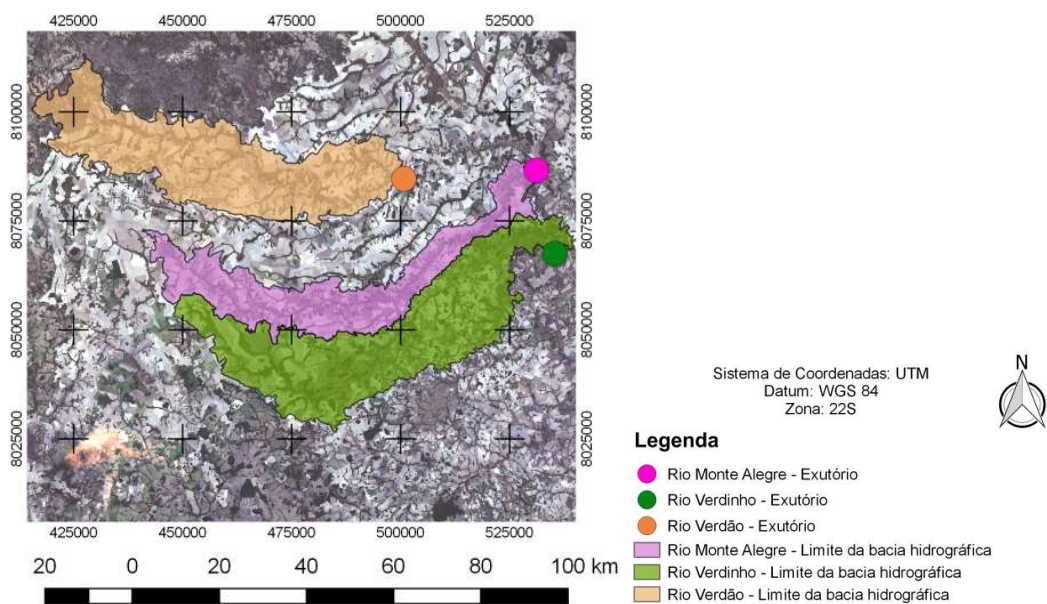 425000 450000 475000 500000 525000
8100000 8100000
8075000 8075000
8050000 8050000
8025000 8025000
425000 450000 475000 500000 525000
20 0 20 40 60 80 100 km
Sistema de Coordenadas: UTM
Datum: WGS 84
Zona: 22S
N
Legenda
Rio Monte Alegre - Exutório
Rio Verdinho - Exutório
Rio Verdão - Exutório
Rio Monte Alegre - Limite da bacia hidrográfica
Rio Verdinho - Limite da bacia hidrográfica
Rio Verdão - Limite da bacia hidrográfica